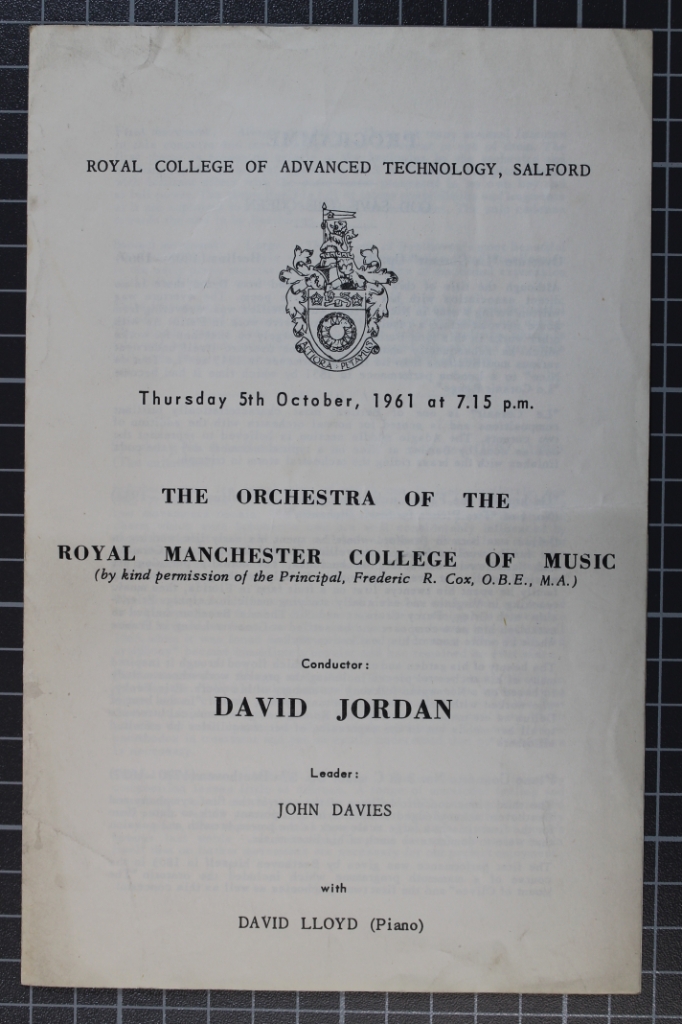 ROYAL COLLEGE OF ADVANCED TECHNOLOGY, SALFORD
ALTIORA PETAMUS
Thursday 5th October, 1961 at 7.15 p.m.
THE ORCHESTRA OF THE
ROYAL MANCHESTER COLLEGE OF MUSIC
(by kind permission of the Principal, Frederic R. Cox, O.B.E., M.A.)
Conductor:
DAVID JORDAN
Leader:
JOHN DAVIES
with
DAVID LLOYD (Piano)